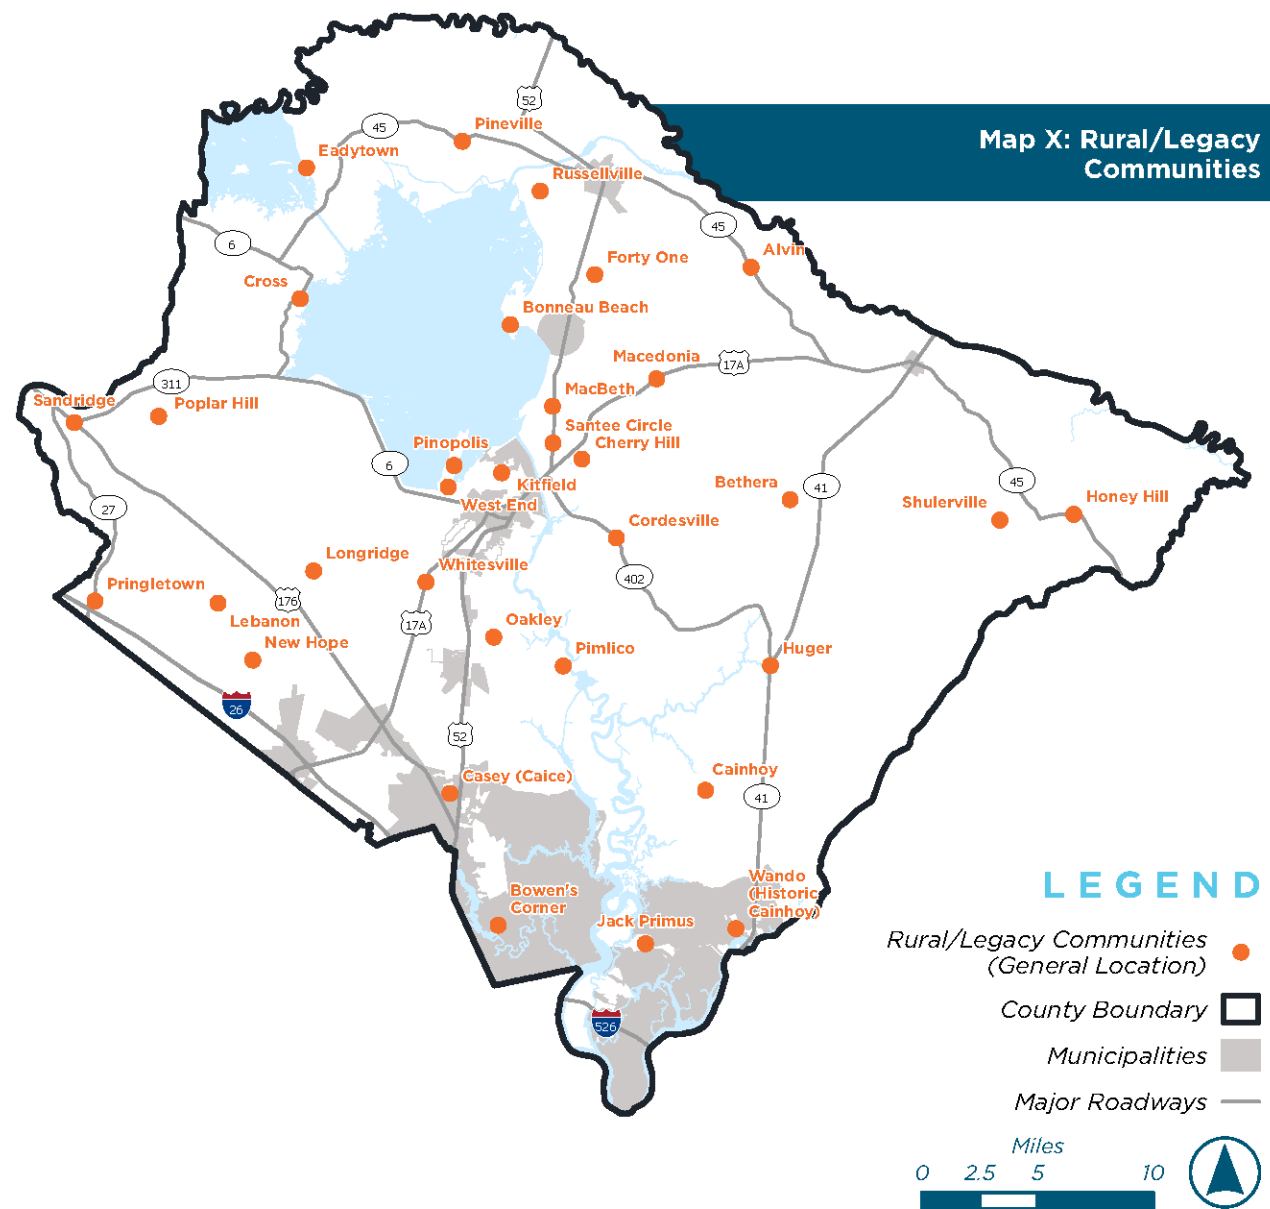 52
Map X: Rural/Legacy
Communities
45
Pineville
Eadytown
Russellville
45
6
Alvin
Forty One
Cross
Bonneau Beach
Macedonia
17A
311
MacBeth
Sandridge
Poplar Hill
Santee Circle
Pinopolis
Cherry Hill
6
Kitfield
Bethera
41
45
Honey Hill
Shulerville
West End
27
Cordesville
Longridge
Whitesville
402
Pringletown
176
Lebanon
17A
Oakley
New Hope
Pimlico
Huger
26
52
Casey (Caice)
Cainhoy
41
Wando
(Historic
Cainhoy)
Bowen's
Corner
Jack Primus
526
LEGEND
Rural/Legacy Communities
(General Location)
County Boundary
Municipalities
Major Roadways
Miles
0 2.5 5 10